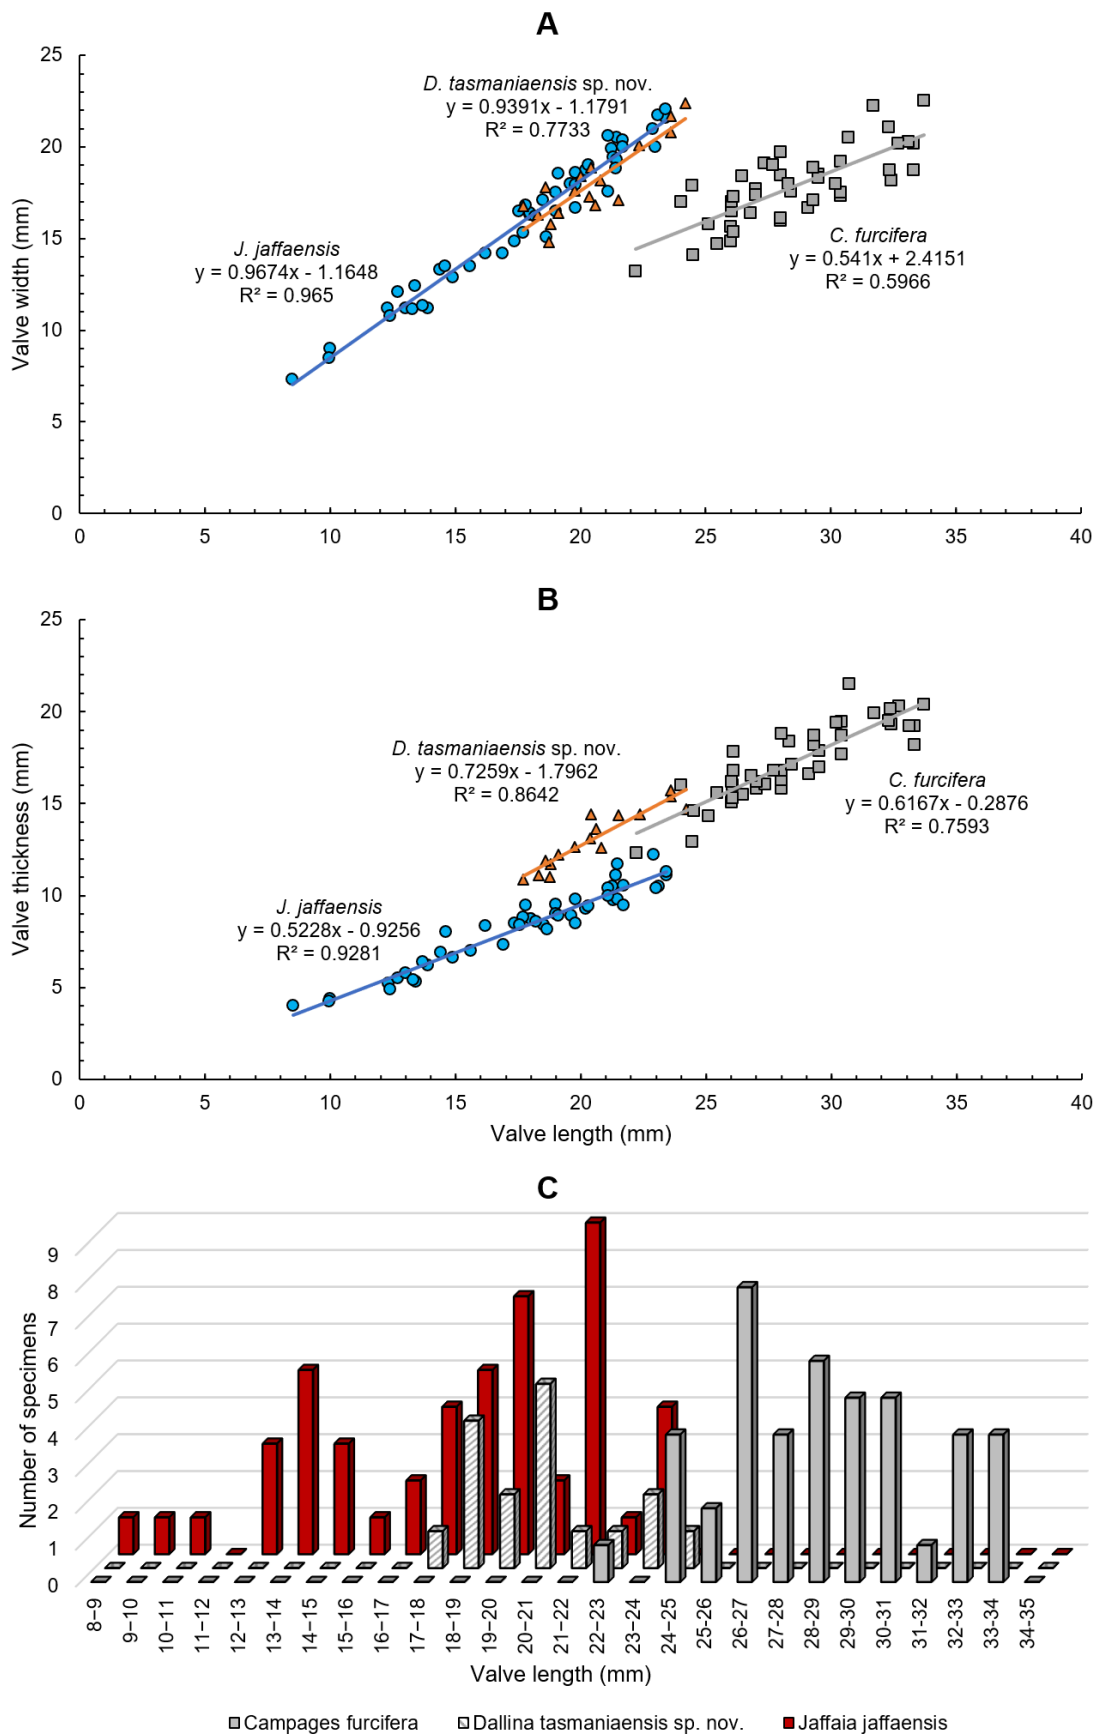 A
25
20
15
10
5
0
Valve width (mm)
D. tasmaniaensis sp. nov.
y = 0.9391x - 1.1791
R² = 0.7733
J. jaffaensis
y = 0.9674x - 1.1648
R² = 0.965
C. furcifera
y = 0.541x + 2.4151
R² = 0.5966
0 5 10 15 20 25 30 35 40
B
25
20
15
10
5
0
Valve thickness (mm)
D. tasmaniaensis sp. nov.
y = 0.7259x - 1.7962
R² = 0.8642
C. furcifera
y = 0.6167x - 0.2876
R² = 0.7593
J. jaffaensis
y = 0.5228x - 0.9256
R² = 0.9281
0 5 10 15 20 25 30 35 40
Valve length (mm)
C
9
8
7
6
5
4
3
2
1
0
Number of specimens
8–9
9–10
10–11
11–12
12–13
13–14
14–15
15–16
16–17
17–18
18–19
19–20
20–21
21–22
22–23
23–24
24–25
25-26
26-27
27-28
28-29
29-30
30-31
31-32
32-33
33-34
34-35
Valve length (mm)
Campages furcifera Dallina tasmaniaensis sp. nov. Jaffaia jaffaensis